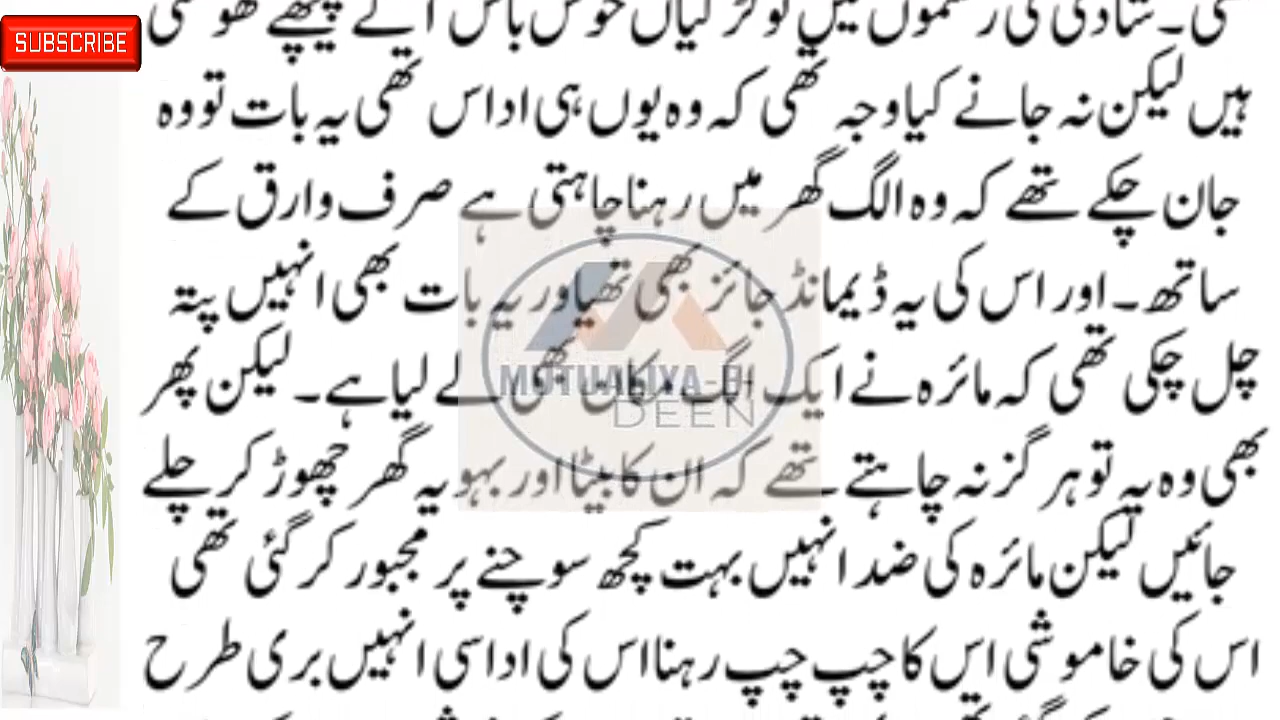 SUBSCRIBE
تھی۔ شادی کی رسموں میں تو لڑکیاں خوش باش آگے پیچھے گھومتی
ہیں لیکن نہ جانے کیا وجہ تھی کہ وہ یوں ہی اداس تھی یہ بات تو وہ
جان چکے تھے کہ وہ الگ گھر میں رہنا چاہتی ہے صرف وارق کے
ساتھ۔ اور اس کی یہ ڈیمانڈ جائز بھی تھی اور یہ بات بھی انہیں پتہ
چل چکی تھی کہ مائرہ نے ایک الگ مکان بھی لے لیا ہے۔ لیکن پھر
بھی وہ یہ تو ہر گز نہ چاہتے تھے کہ ان کا بیٹا اور بہو یہ گھر چھوڑ کر چلے
جائیں لیکن مائرہ کی ضد انہیں بہت کچھ سوچنے پر مجبور کر گئی تھی
اس کی خاموشی اس کا چپ چپ رہنا اس کی اداسی انہیں بری طرح
MUTUALIYA-E-
DEEN